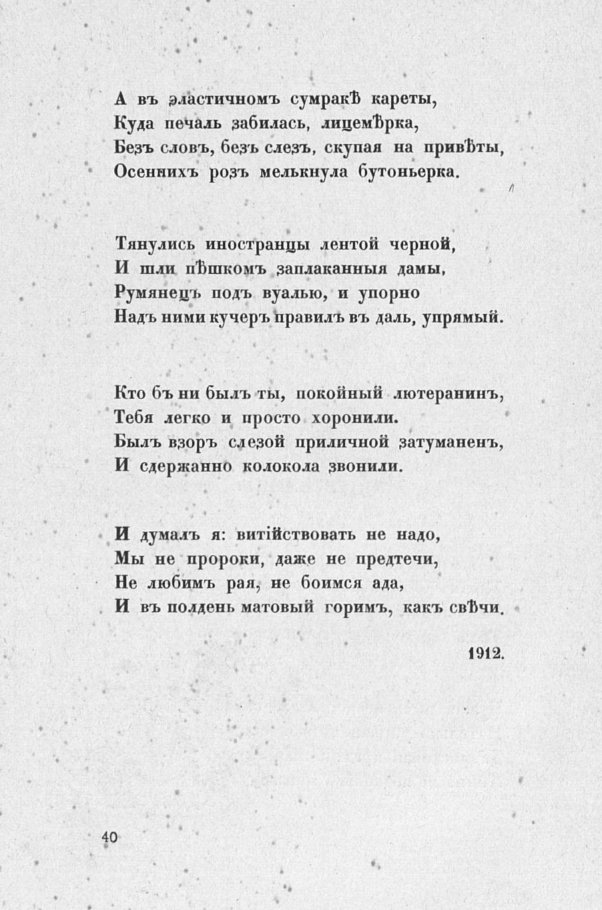 А въ эластичномъ сумракѣ кареты,
Куда печаль забилась, лицемѣрка,
Безъ словъ, безъ слезъ, скупая на привѣты,
Осеннихъ розъ мелькнула бутоньерка.
Тянулись иностранцы лентой черной,
И шли пѣшкомъ заплаканныя дамы,
Румянецъ подъ вуалью, и упорно
Надъ ними кучеръ правилъ въ даль, упрямый.
Кто бъ ни былъ ты, покойный лютеранинъ,
Тебя легко и просто хоронили.
Былъ взоръ слезой приличной затуманенъ,
И сдержанно колокола звонили.
И думалъ я: витійствовать не надо,
Мы не пророки, даже не предтечи,
Не любимъ рая, не боимся ада,
И въ полдень матовый горимъ, какъ свѣчи.
1912.
40